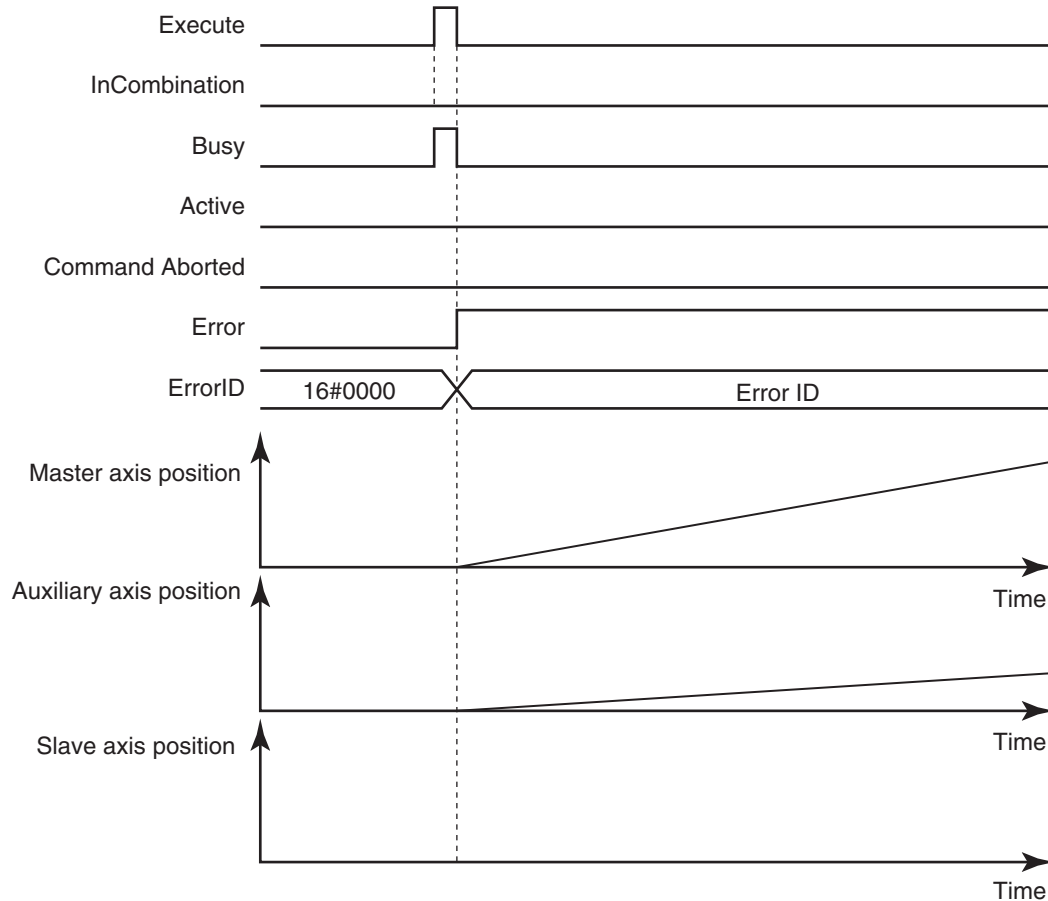 Execute
InCombination
Busy
Active
Command Aborted
Error
ErrorID
16#0000
Error ID
Master axis position
Time
Auxiliary axis position
Time
Slave axis position
Time